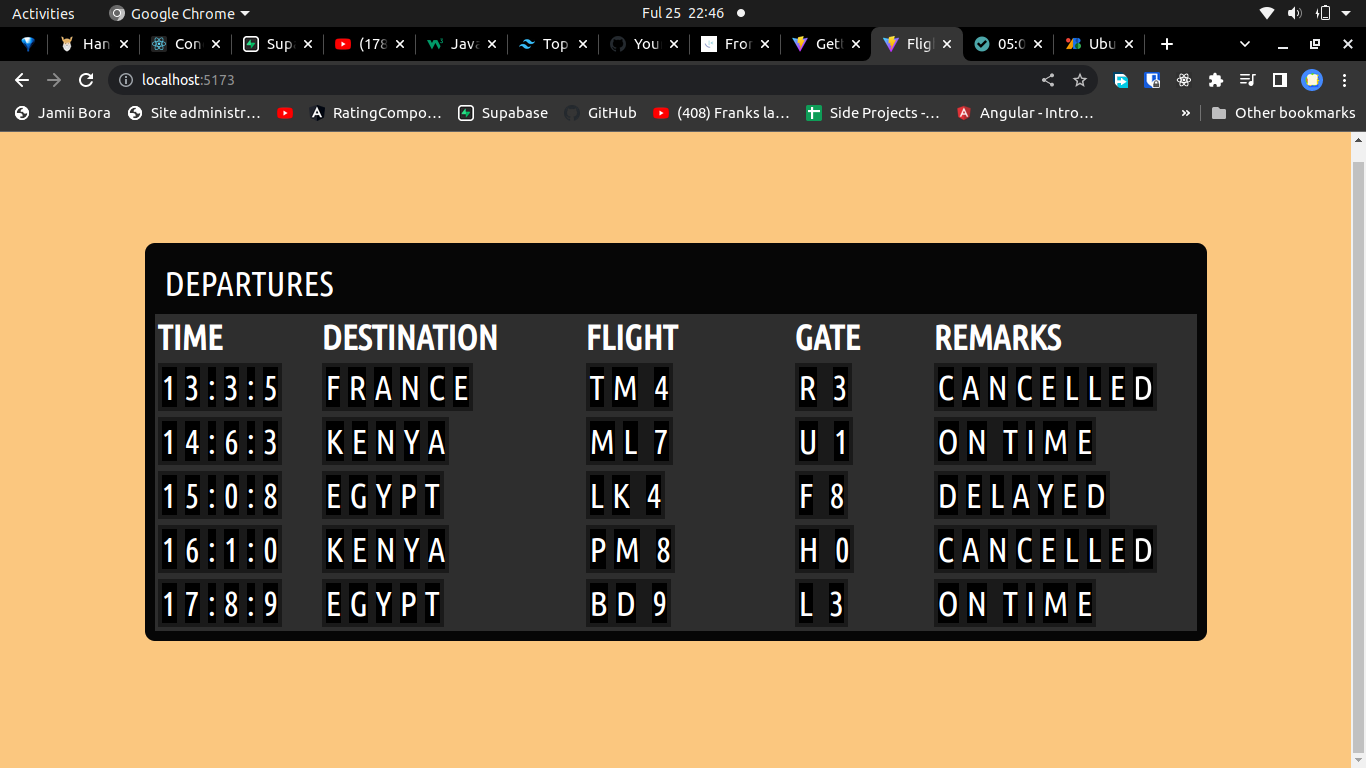 Activities Google Chrome Ful 25 22:46
Han Con Sup (178 Java Top You Fron Getl Flig 05:0 Ubu
localhost:5173
Jamii Bora Site administr… RatingCompo… Supabase GitHub (408) Franks la… Side Projects -… Angular - Intro… » Other bookmarks
DEPARTURES
TIME DESTINATION FLIGHT GATE REMARKS
13:3:5 FRANCE TM 4 R 3 CANCELLED
14:6:3 KENYA ML 7 U 1 ON TIME
15:0:8 EGYPT LK 4 F 8 DELAYED
16:1:0 KENYA PM 8 H 0 CANCELLED
17:8:9 EGYPT BD 9 L 3 ON TIME